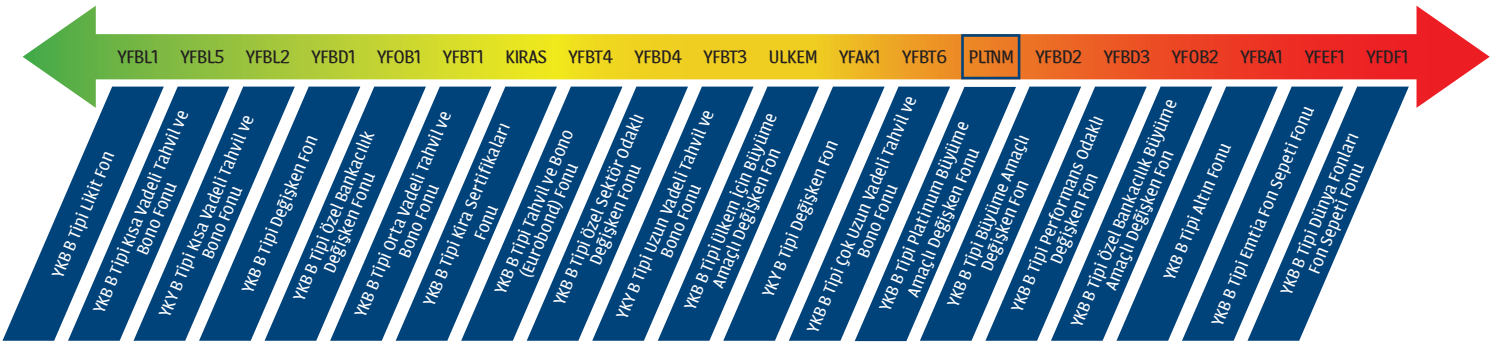 YFBL1 YFBL5 YFBL2 YFBD1 YFOB1 YFBT1 KIRAS YFBT4 YFBD4 YFBT3 ULKEM YFAK1 YFBT6 PLTNM YFBD2 YFBD3 YFOB2 YFBA1 YFEF1 YFDF1
YKB B Tipi Likit Fon
YKB B Tipi Kısa Vadeli Tahvil ve
Bono Fonu
YKY B Tipi Kısa Vadeli Tahvil ve
Bono Fonu
YKB B Tipi Değişken Fon
YKB B Tipi Özel Bankacılık
Değişken Fonu
YKB B Tipi Orta Vadeli Tahvil ve
Bono Fonu
YKB B Tipi Kira Sertifikaları
Fonu
YKB B Tipi Tahvil ve Bono
(Eurobond) Fonu
YKB B Tipi özel Sektör Odaklı
Değişken Fonu
YKY B Tipi Uzun Vadeli Tahvil ve
Bono Fonu
YKB B Tipi Ülkem İçin Büyüme
Amaçlı Değişken Fon
YKY B Tipi Değişken Fon
YKB B Tipi çok Uzun Vadeli Tahvil ve
Bono Fonu
YKB B Tipi Platinum Büyüme
Amaçlı Değişken Fonu
YKB B Tipi Büyüme Amaçlı
Değişken Fon
YKB B Tipi Performans Odaklı
Değişken Fon
YKB B Tipi Özel Bankacılık Büyüme
Amaçlı Değişken Fon
YKB B Tipi Altın Fonu
YKB B Tipi Emtia Fon Sepeti Fonu
YKB B Tipi Dünya Fonları
Fon Sepeti Fonu